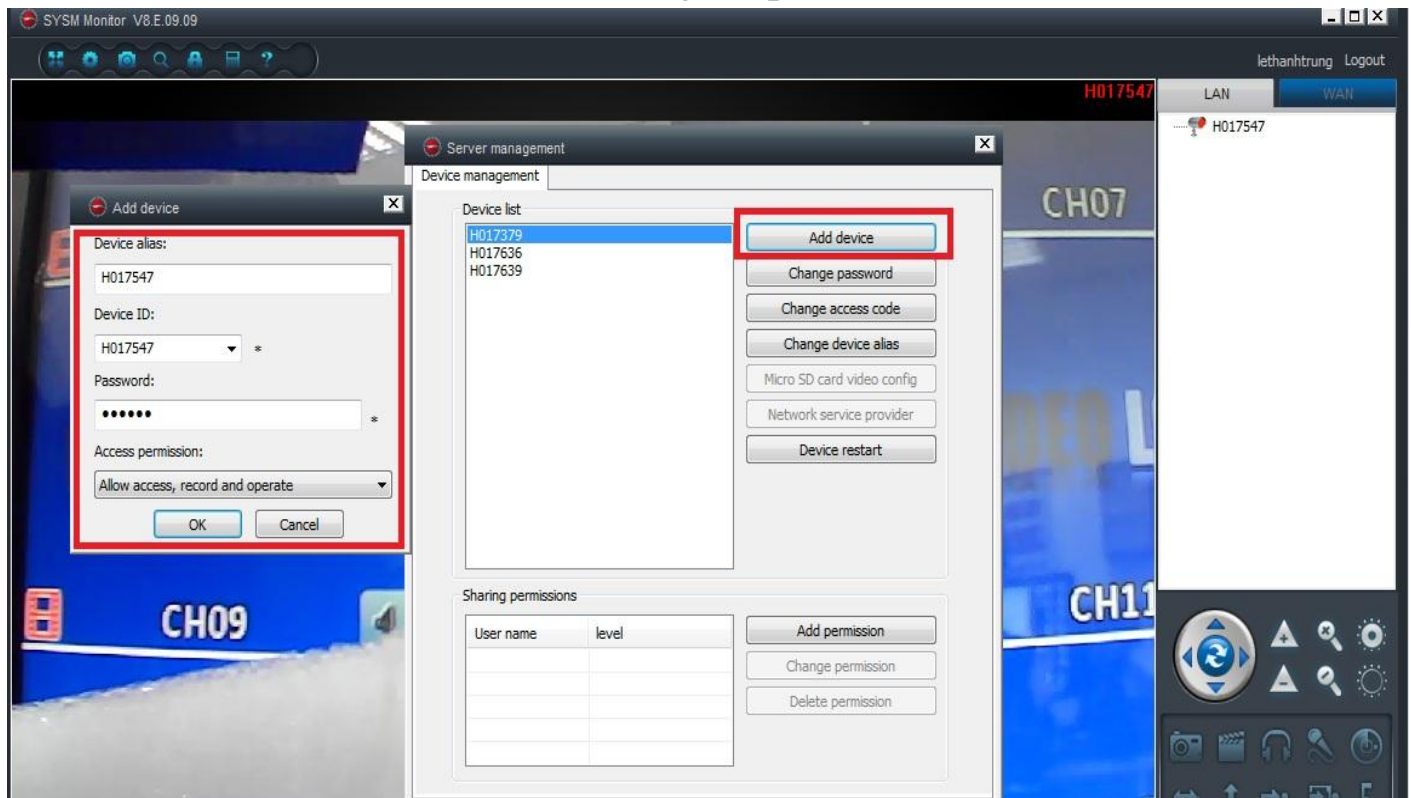 SYSM Monitor V8.E.09.09
?
lethanhtrung Logout
H017547
LAN WAN
H017547
Server management
Device management
Add device
Device alias:
H017547
Device ID:
H017547 *
Password:
•••••• *
Access permission:
Allow access, record and operate
OK Cancel
Device list
H017379
H017636
H017639
Add device
Change password
Change access code
Change device alias
Micro SD card video config
Network service provider
Device restart
Sharing permissions
User name level
Add permission
Change permission
Delete permission
CH07
CH09
CH11